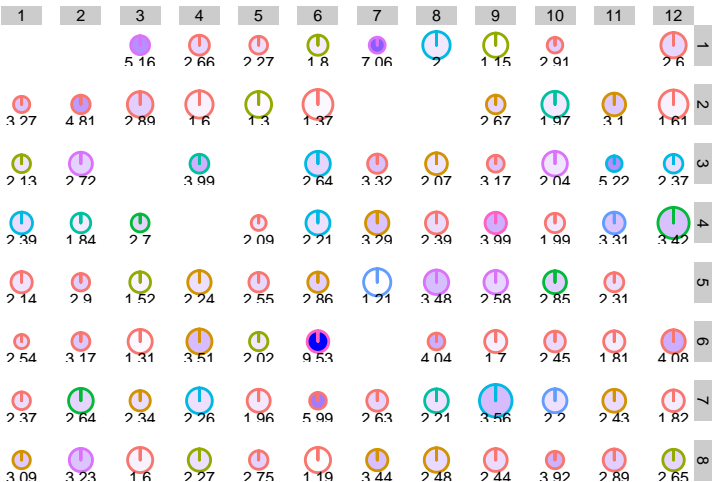 1 2 3 4 5 6 7 8 9 10 11 12
5.16 2.66 2.27 1.8 7.06 2 1.15 2.91 2.6 1
3.27 4.81 2.89 1.6 1.3 1.37 2.67 1.97 3.1 1.61 2
2.13 2.72 3.99 2.64 3.32 2.07 3.17 2.04 5.22 2.37 3
2.39 1.84 2.7 2.09 2.21 3.29 2.39 3.99 1.99 3.31 3.42 4
2.14 2.9 1.52 2.24 2.55 2.86 1.21 3.48 2.58 2.85 2.31 5
2.54 3.17 1.31 3.51 2.02 9.53 4.04 1.7 2.45 1.81 4.08 6
2.37 2.64 2.34 2.26 1.96 5.99 2.63 2.21 3.56 2.2 2.43 1.82 7
3.09 3.23 1.6 2.27 2.75 1.19 3.44 2.48 2.44 3.92 2.89 2.65 8